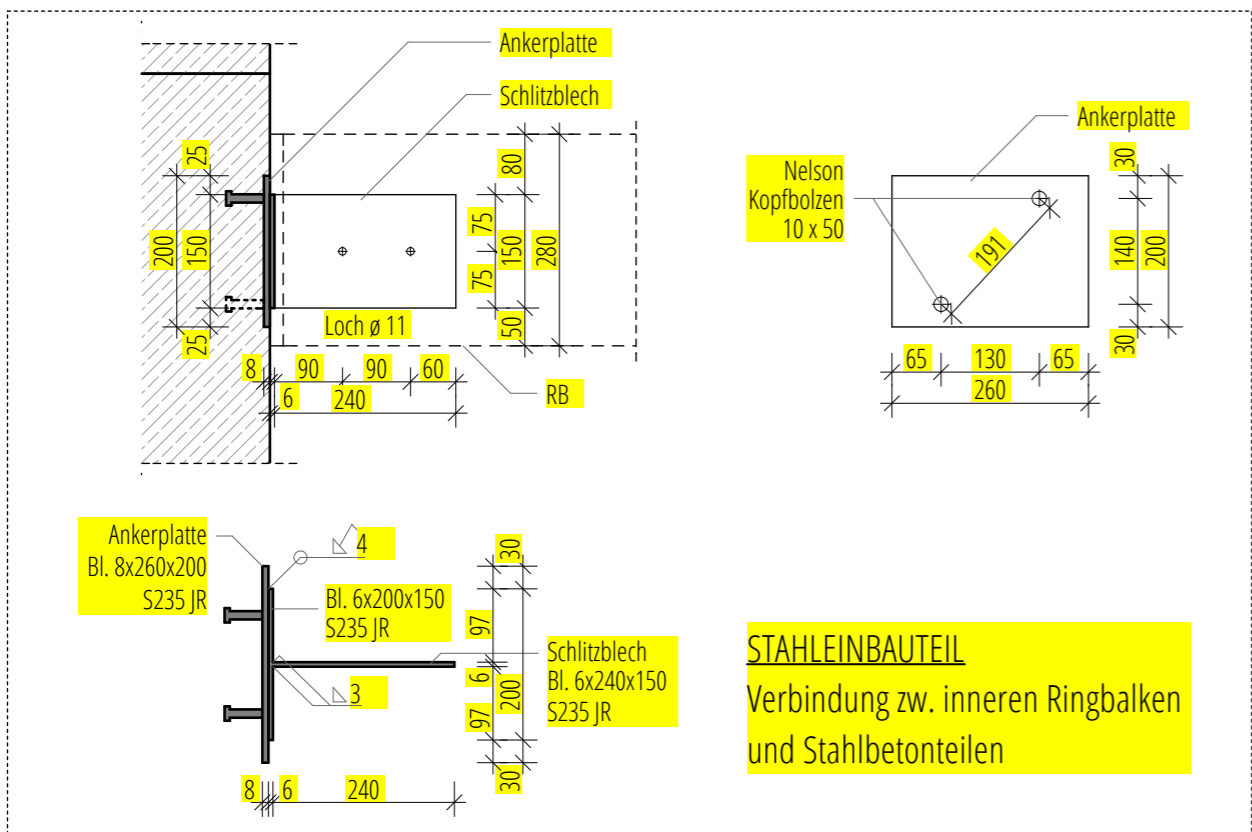 Ankerplatte
Schlitzblech
25
200
150
25
80
75
150
280
75
50
Loch ø 11
8
90
90
60
6
240
RB
Ankerplatte
Nelson
Kopfbolzen
10 x 50
191
30
140
200
30
65
130
65
260
Ankerplatte
Bl. 8x260x200
S235 JR
4
Bl. 6x200x150
S235 JR
3
Schlitzblech
Bl. 6x240x150
S235 JR
30
97
6
200
97
30
8
6
240
STAHLEINBAUTEIL
Verbindung zw. inneren Ringbalken
und Stahlbetonteilen